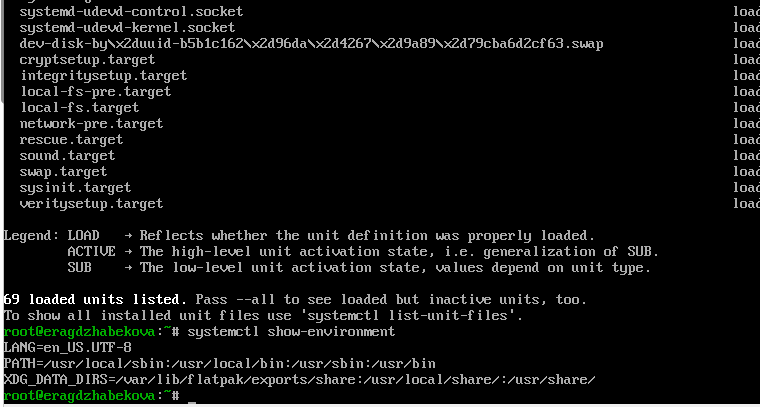 systemd-udevd-control.socket load
systemd-udevd-kernel.socket load
dev-disk-by\x2duuid-b5b1c162\x2d96da\x2d4267\x2d9a89\x2d79cba6d2cf63.swap load
cryptsetup.target load
integritysetup.target load
local-fs-pre.target load
local-fs.target load
network-pre.target load
rescue.target load
sound.target load
swap.target load
sysinit.target load
veritysetup.target load
Legend: LOAD → Reflects whether the unit definition was properly loaded.
ACTIVE → The high-level unit activation state, i.e. generalization of SUB.
SUB → The low-level unit activation state, values depend on unit type.
69 loaded units listed. Pass --all to see loaded but inactive units, too.
To show all installed unit files use 'systemctl list-unit-files'.
root@eragdzhabekova:~# systemctl show-environment
LANG=en_US.UTF-8
PATH=/usr/local/sbin:/usr/local/bin:/usr/sbin:/usr/bin
XDG_DATA_DIRS=/var/lib/flatpak/exports/share:/usr/local/share/:/usr/share/
root@eragdzhabekova:~# _